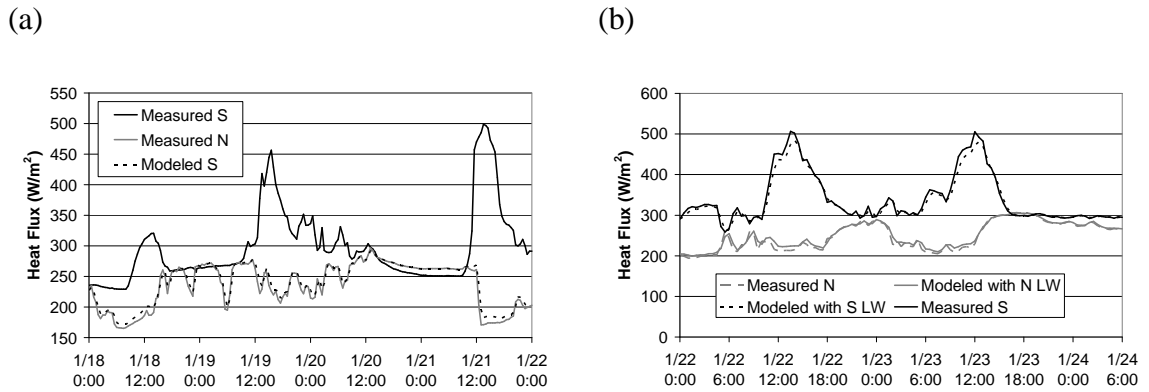 (a)
(b)
Heat Flux (W/m²)
550
500
450
400
350
300
250
200
150
Measured S
Measured N
Modeled S
1/18 1/18 1/19 1/19 1/20 1/20 1/21 1/21 1/22
0:00 12:00 0:00 12:00 0:00 12:00 0:00 12:00 0:00
Heat Flux (W/m²)
600
500
400
300
200
100
0
Measured N Modeled with N LW
Modeled with S LW Measured S
1/22 1/22 1/22 1/22 1/23 1/23 1/23 1/23 1/24 1/24
0:00 6:00 12:00 18:00 0:00 6:00 12:00 18:00 0:00 6:00